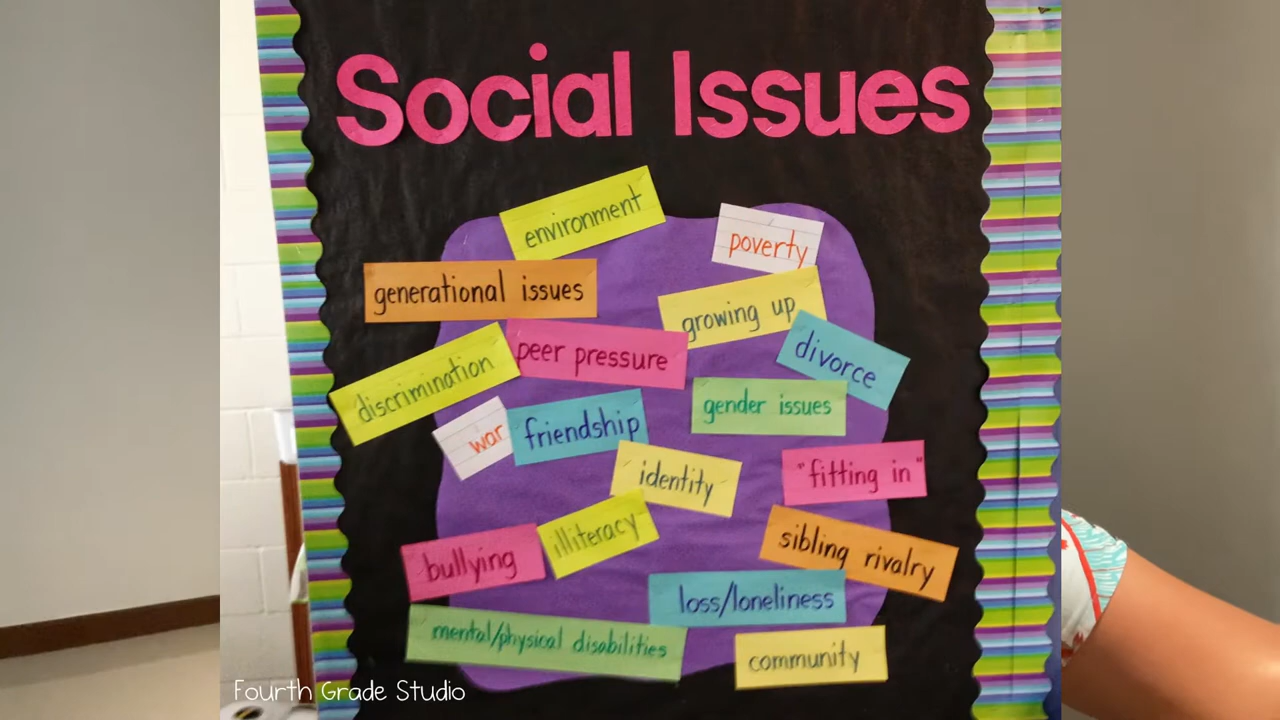 Social Issues
environment
poverty
generational issues
growing up
peer pressure
divorce
discrimination
gender issues
war
friendship
identity
"fitting in"
illiteracy
bullying
sibling rivalry
loss/loneliness
mental/physical disabilities
community
Fourth Grade Studio